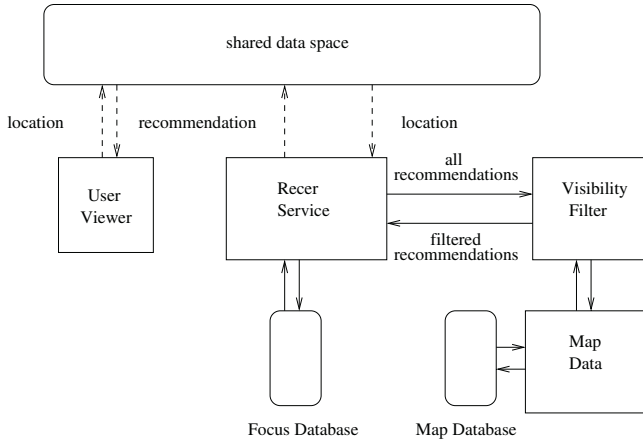 shared data space
location
recommendation
location
User
Viewer
Recer
Service
all
recommendations
Visibility
Filter
filtered
recommendations
Map
Data
Focus Database
Map Database